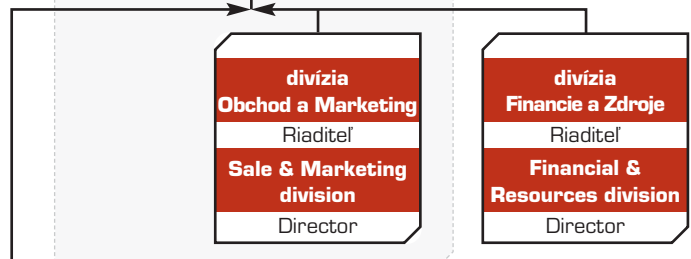 divízia
Obchod a Marketing
Riaditeľ
Sale & Marketing
division
Director
divízia
Financie a Zdroje
Riaditeľ
Financial &
Resources division
Director